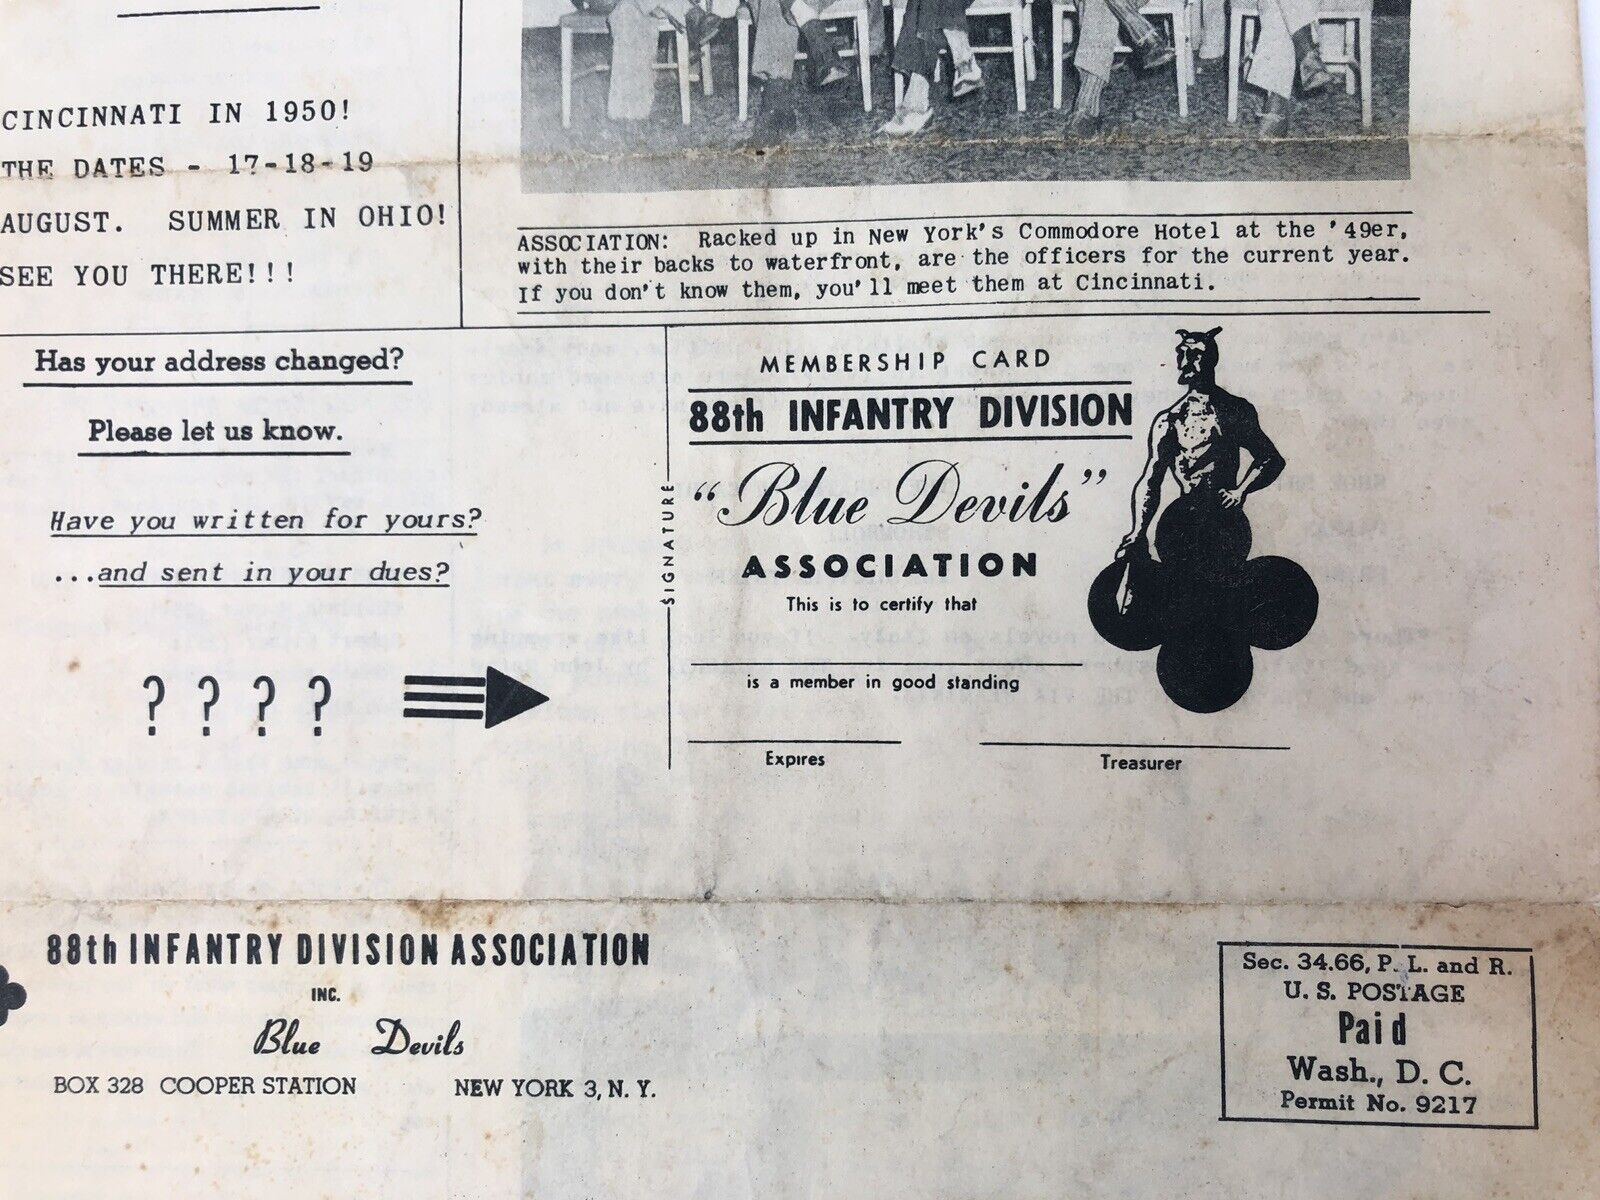 CINCINNATI IN 1950!
THE DATES - 17-18-19
AUGUST. SUMMER IN OHIO!
SEE YOU THERE!!!
ASSOCIATION: Racked up in New York's Commodore Hotel at the '49er,
with their backs to waterfront, are the officers for the current year.
If you don't know them, you'll meet them at Cincinnati.
Has your address changed?
Please let us know.
Have you written for yours?
...and sent in your dues?
? ? ? ?
SIGNATURE
MEMBERSHIP CARD
88th INFANTRY DIVISION
"Blue Devils"
ASSOCIATION
This is to certify that
is a member in good standing
Expires
Treasurer
88th INFANTRY DIVISION ASSOCIATION
INC.
Blue Devils
BOX 328 COOPER STATION NEW YORK 3, N. Y.
Sec. 34.66, P. L. and R.
U. S. POSTAGE
Paid
Wash., D. C.
Permit No. 9217